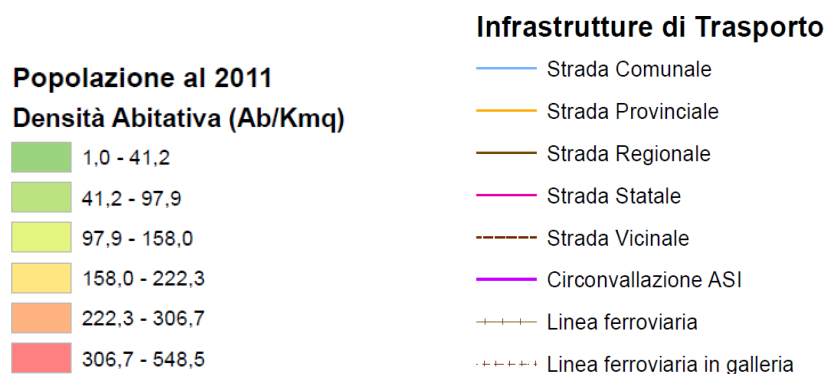 Popolazione al 2011
Densità Abitativa (Ab/Kmq)
1,0 - 41,2
41,2 - 97,9
97,9 - 158,0
158,0 - 222,3
222,3 - 306,7
306,7 - 548,5
Infrastrutture di Trasporto
Strada Comunale
Strada Provinciale
Strada Regionale
Strada Statale
Strada Vicinale
Circonvallazione ASI
Linea ferroviaria
Linea ferroviaria in galleria